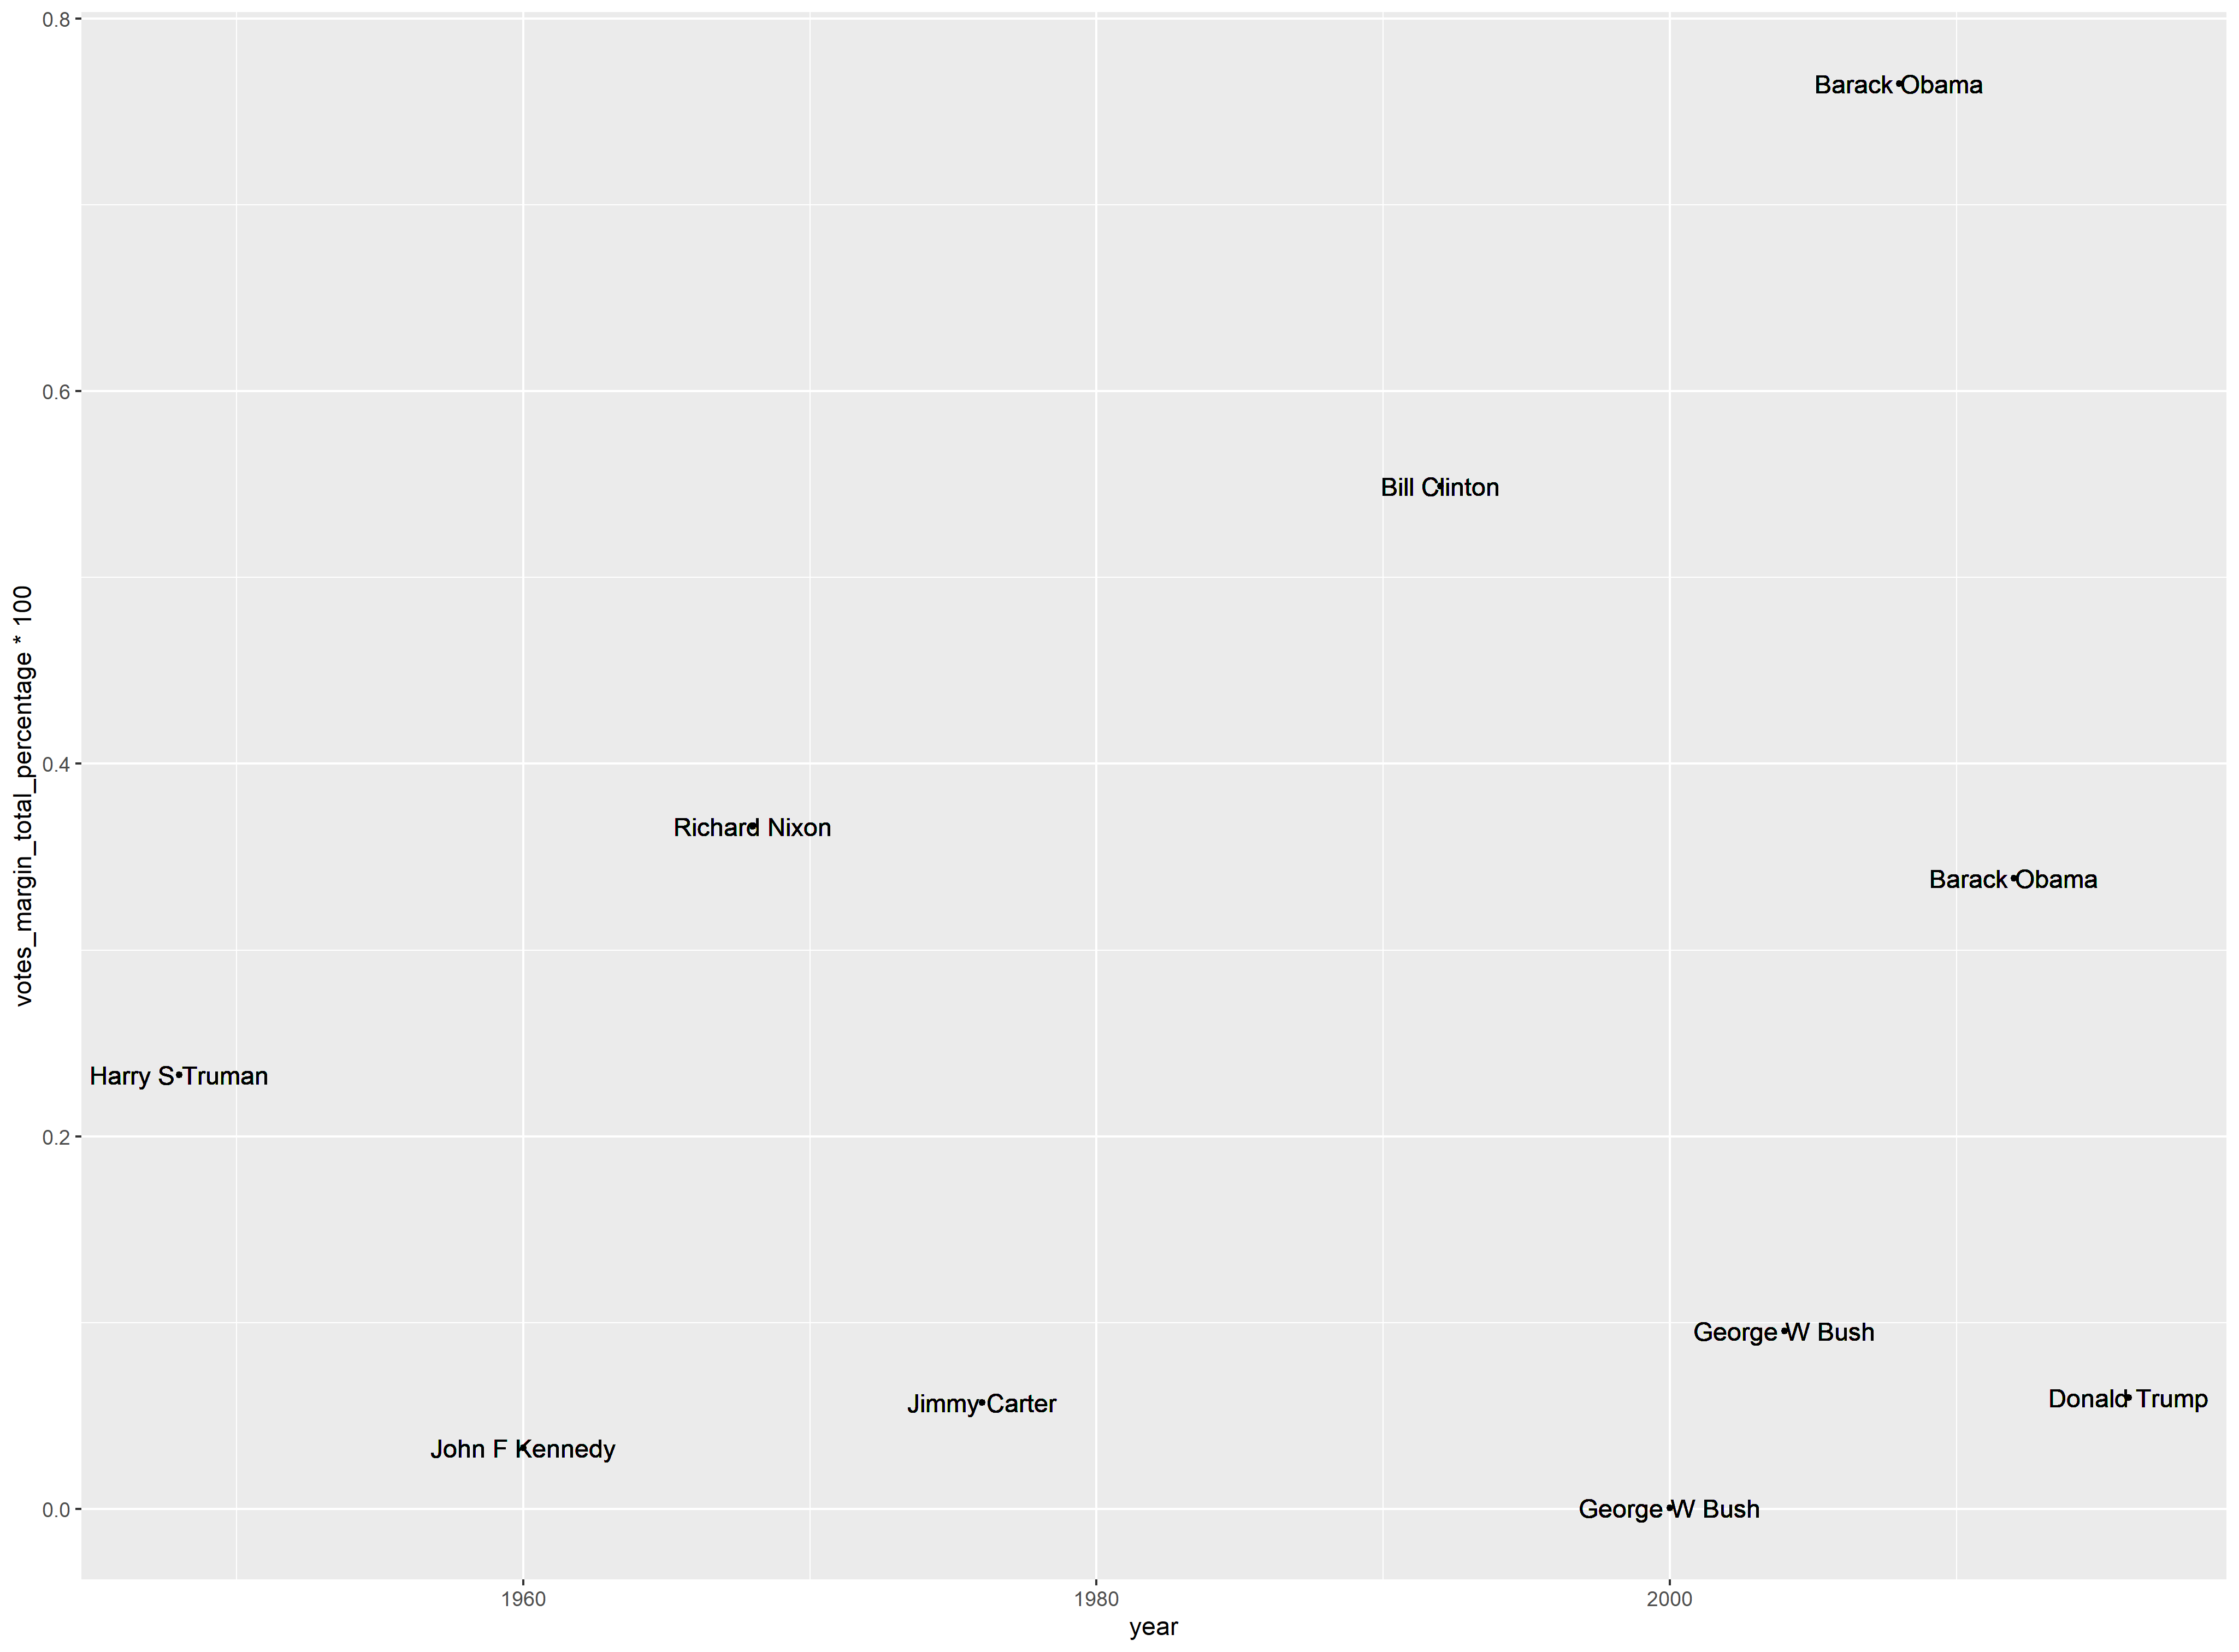 0.8
Barack Obama
0.6
Bill Clinton
votes_margin_total_percentage * 100
0.4
Richard Nixon
Barack Obama
Harry S Truman
0.2
George W Bush
Donald Trump
Jimmy Carter
John F Kennedy
0.0
George W Bush
1960
1980
2000
year